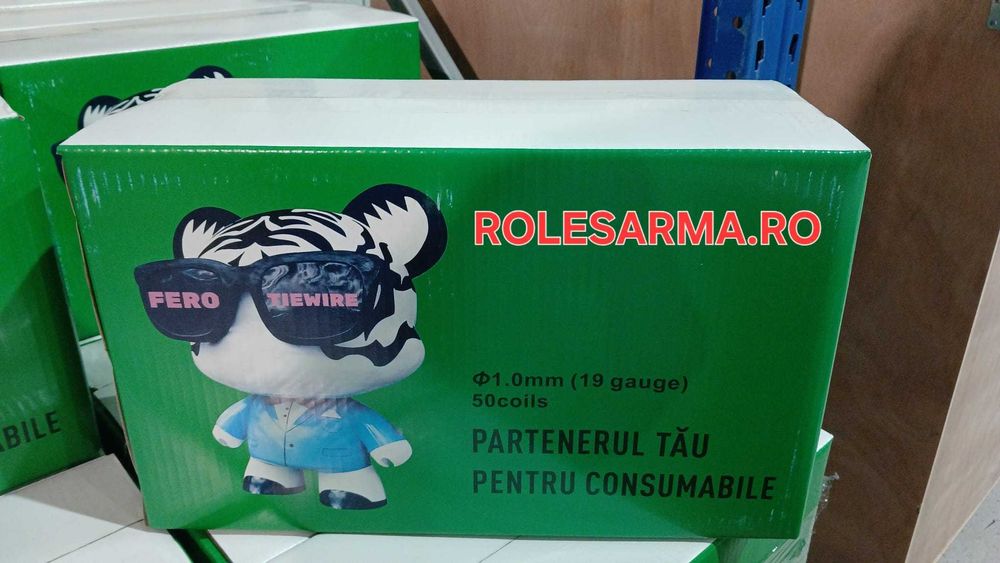 ROLESARMA.RO
FERO TIEWIRE
Φ1.0mm (19 gauge)
50coils
PARTENERUL TĂU
PENTRU CONSUMABILE
ABILE